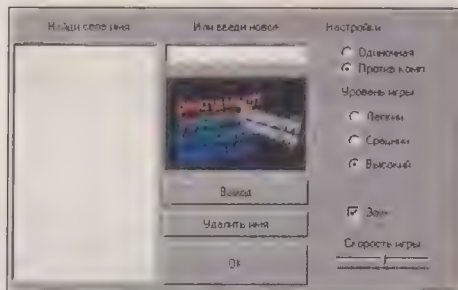 Найди свое имя
Или введи новое
Настройки
Одиночная
Против комп
Уровень игры
Легкий
Средний
Высокий
Выход
Удалить имя
Ok
Звук
Скорость игры